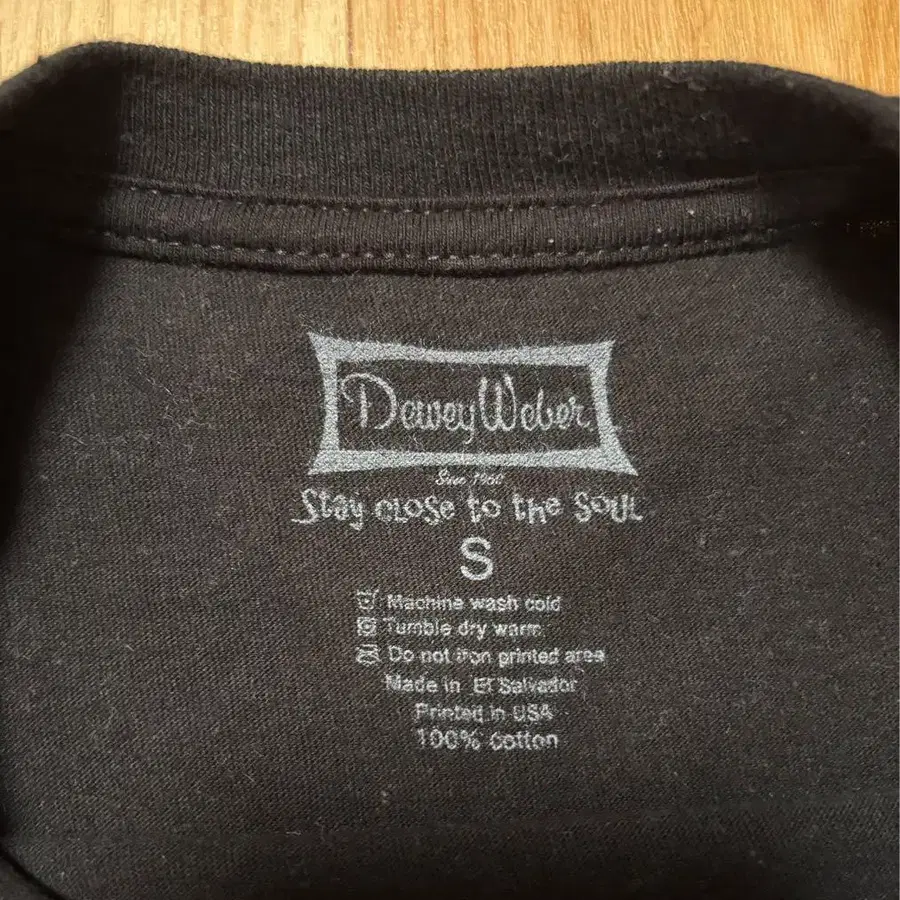 Dewey Weber
Since 1960
Stay close to the soul
S
Machine wash cold
Tumble dry warm
Do not iron printed area
Made in El Salvador
Printed in USA
100% cotton